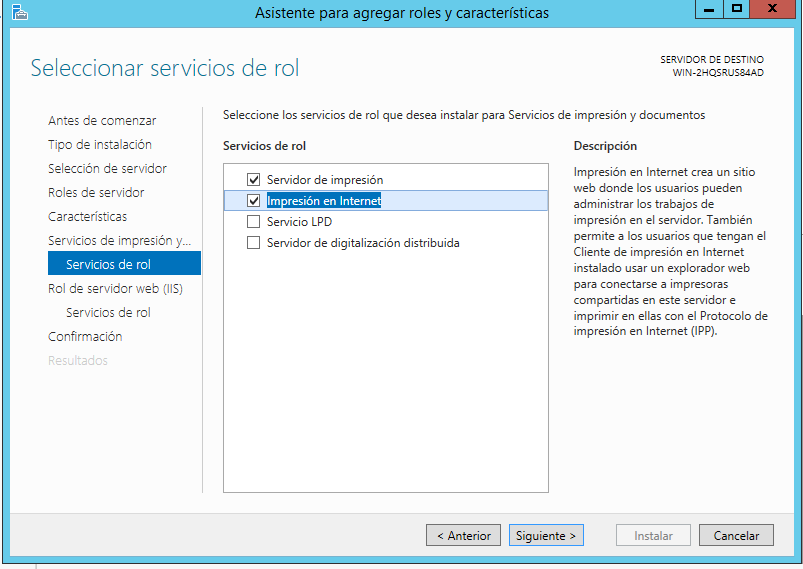 Asistente para agregar roles y características
Seleccionar servicios de rol
SERVIDOR DE DESTINO
WIN-2HQSRUS84AD
Antes de comenzar
Tipo de instalación
Selección de servidor
Roles de servidor
Características
Servicios de impresión y...
Servicios de rol
Rol de servidor web (IIS)
Servicios de rol
Confirmación
Resultados
Seleccione los servicios de rol que desea instalar para Servicios de impresión y documentos
Servicios de rol
Servidor de impresión
Impresión en Internet
Servicio LPD
Servidor de digitalización distribuida
Descripción
Impresión en Internet crea un sitio
web donde los usuarios pueden
administrar los trabajos de
impresión en el servidor. También
permite a los usuarios que tengan el
Cliente de impresión en Internet
instalado usar un explorador web
para conectarse a impresoras
compartidas en este servidor e
imprimir en ellas con el Protocolo de
impresión en Internet (IPP).
< Anterior
Siguiente >
Instalar
Cancelar